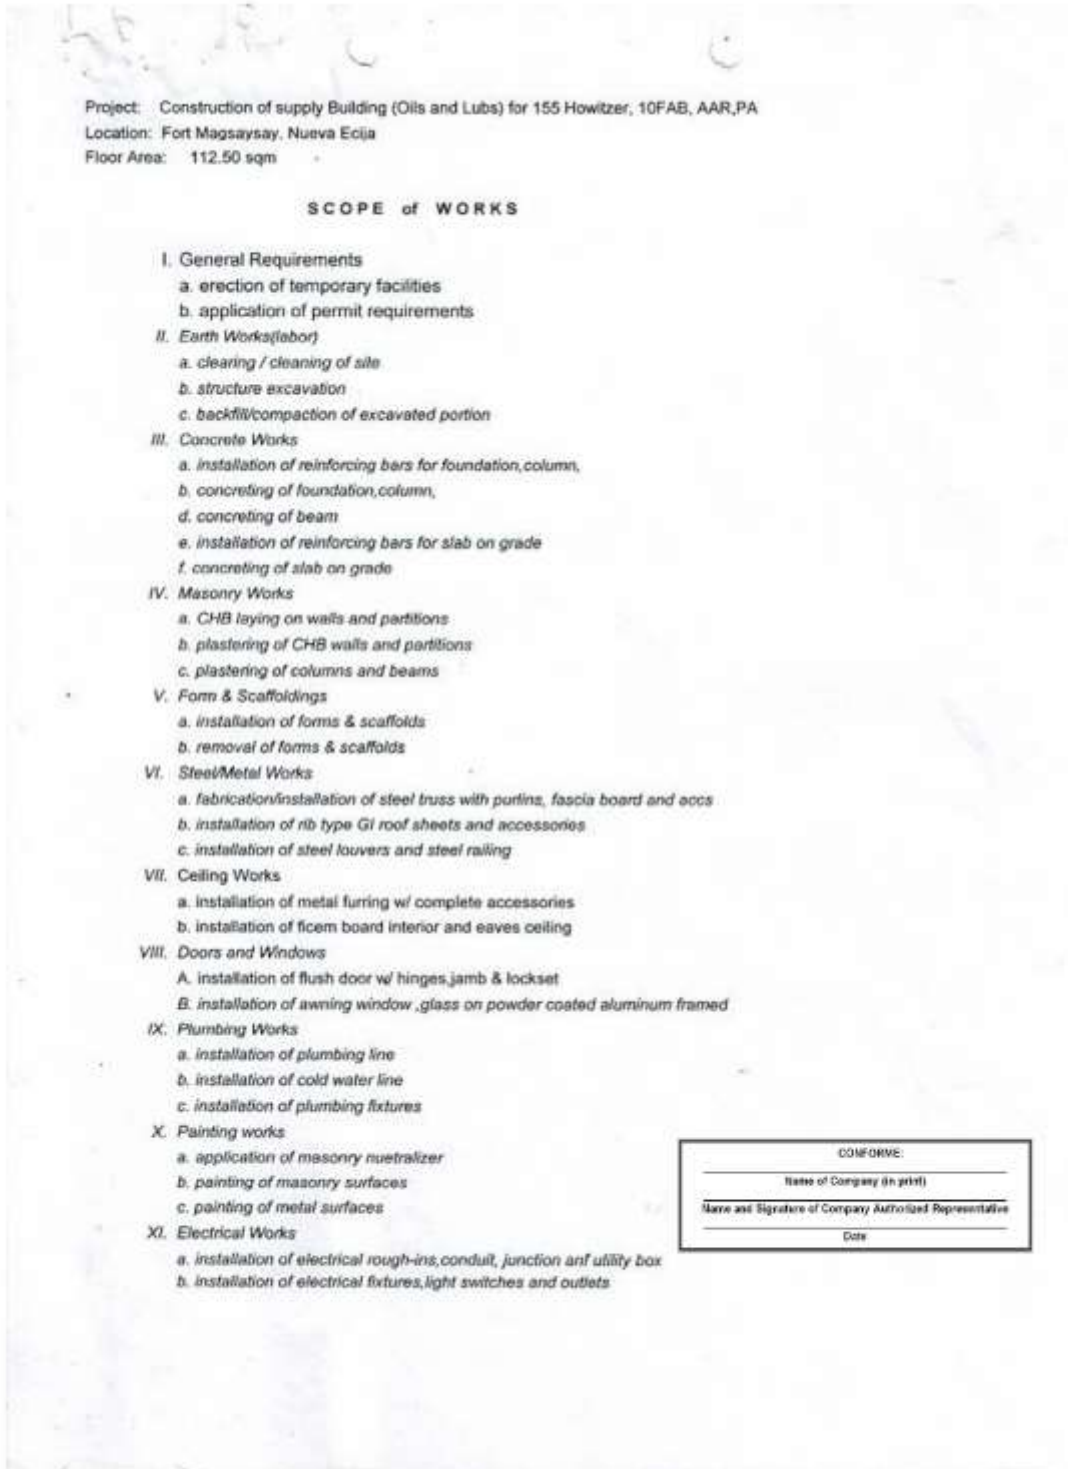 Project: Construction of supply Building (Oils and Lubs) for 155 Howitzer, 10FAB, AAR,PA
Location: Fort Magsaysay, Nueva Ecija
Floor Area: 112.50 sqm
SCOPE of WORKS
I. General Requirements
a. erection of temporary facilities
b. application of permit requirements
II. Earth Works(labor)
a. clearing / cleaning of site
b. structure excavation
c. backfill/compaction of excavated portion
III. Concrete Works
a. installation of reinforcing bars for foundation,column,
b. concreting of foundation,column,
d. concreting of beam
e. installation of reinforcing bars for slab on grade
f. concreting of slab on grade
IV. Masonry Works
a. CHB laying on walls and partitions
b. plastering of CHB walls and partitions
c. plastering of columns and beams
V. Form & Scaffoldings
a. installation of forms & scaffolds
b. removal of forms & scaffolds
VI. Steel/Metal Works
a. fabrication/installation of steel truss with purlins, fascia board and accs
b. installation of rib type GI roof sheets and accessories
c. installation of steel louvers and steel railing
VII. Ceiling Works
a. installation of metal furring w/ complete accessories
b. installation of ficem board interior and eaves ceiling
VIII. Doors and Windows
A. installation of flush door w/ hinges,jamb & lockset
B. installation of awning window ,glass on powder coated aluminum framed
IX. Plumbing Works
a. installation of plumbing line
b. installation of cold water line
c. installation of plumbing fixtures
X. Painting works
a. application of masonry nuetralizer
b. painting of masonry surfaces
c. painting of metal surfaces
XI. Electrical Works
a. installation of electrical rough-ins,conduit, junction anf utility box
b. installation of electrical fixtures,light switches and outlets
CONFORME:
Name of Company (in print)
Name and Signature of Company Authorized Representative
Date